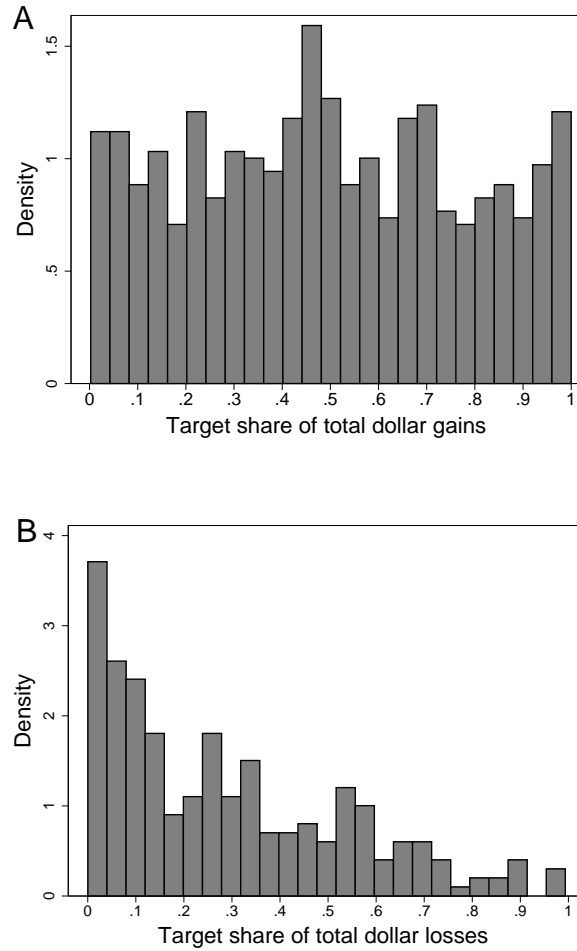 A
Density
1.5
1
.5
0
0 .1 .2 .3 .4 .5 .6 .7 .8 .9 1
Target share of total dollar gains
B
Density
4
3
2
1
0
0 .1 .2 .3 .4 .5 .6 .7 .8 .9 1
Target share of total dollar losses